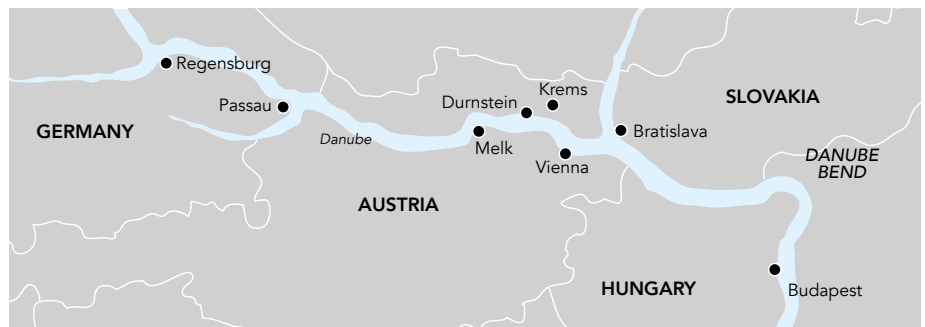 Regensburg
Krems
SLOVAKIA
Durnstein
Passau
GERMANY
Bratislava
Danube
Melk
DANUBE
BEND
Vienna
AUSTRIA
HUNGARY
Budapest